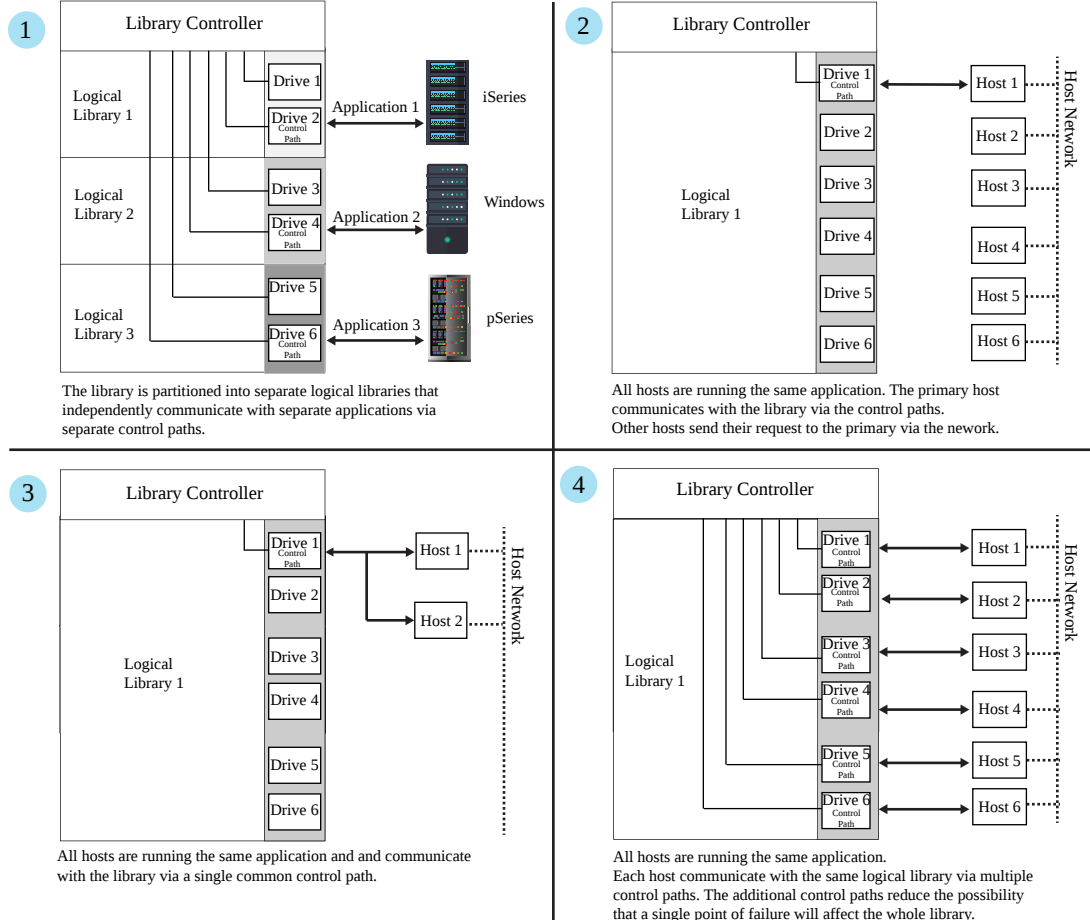 1
Library Controller
Logical
Library 1
Drive 1
Drive 2
Control
Path
Application 1
iSeries
Logical
Library 2
Drive 3
Drive 4
Control
Path
Application 2
Windows
Logical
Library 3
Drive 5
Drive 6
Control
Path
Application 3
pSeries
The library is partitioned into separate logical libraries that
independently communicate with separate applications via
separate control paths.
2
Library Controller
Logical
Library 1
Drive 1
Control
Path
Drive 2
Drive 3
Drive 4
Drive 5
Drive 6
Host 1
Host 2
Host 3
Host 4
Host 5
Host 6
Host Network
All hosts are running the same application. The primary host
communicates with the library via the control paths.
Other hosts send their request to the primary via the nework.
3
Library Controller
Logical
Library 1
Drive 1
Control
Path
Drive 2
Drive 3
Drive 4
Drive 5
Drive 6
Host 1
Host 2
Host Network
All hosts are running the same application and and communicate
with the library via a single common control path.
4
Library Controller
Logical
Library 1
Drive 1
Control
Path
Drive 2
Control
Path
Drive 3
Control
Path
Drive 4
Control
Path
Drive 5
Control
Path
Drive 6
Control
Path
Host 1
Host 2
Host 3
Host 4
Host 5
Host 6
Host Network
All hosts are running the same application.
Each host communicate with the same logical library via multiple
control paths. The additional control paths reduce the possibility
that a single point of failure will affect the whole library.